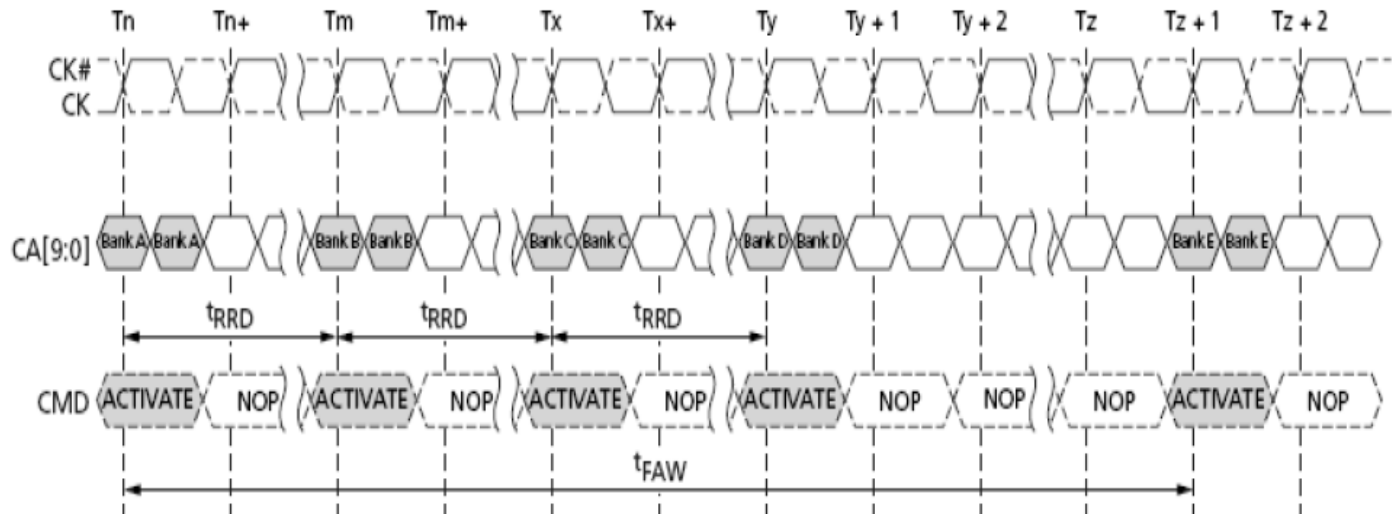 Tn Tn+ Tm Tm+ Tx Tx+ Ty Ty + 1 Ty + 2 Tz Tz + 1 Tz + 2
CK#
CK
CA[9:0] Bank A Bank A Bank B Bank B Bank C Bank C Bank D Bank D Bank E Bank E
tRRD tRRD tRRD
CMD ACTIVATE NOP ACTIVATE NOP ACTIVATE NOP ACTIVATE NOP NOP NOP ACTIVATE NOP
tFAW